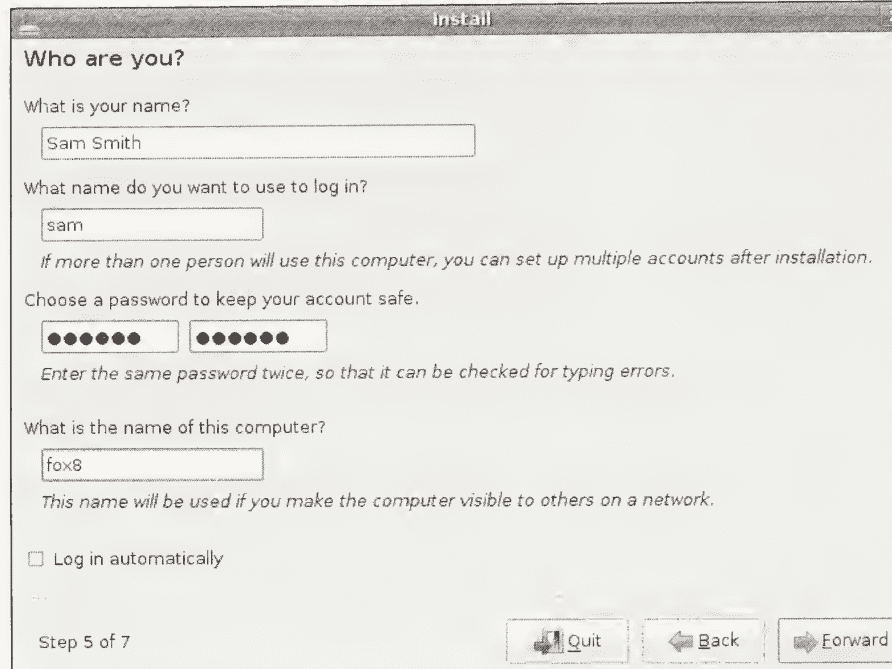 Install
Who are you?
What is your name?
Sam Smith
What name do you want to use to log in?
sam
If more than one person will use this computer, you can set up multiple accounts after installation.
Choose a password to keep your account safe.
●●●●●● ●●●●●●
Enter the same password twice, so that it can be checked for typing errors.
What is the name of this computer?
fox8
This name will be used if you make the computer visible to others on a network.
Log in automatically
Step 5 of 7 Quit Back Forward